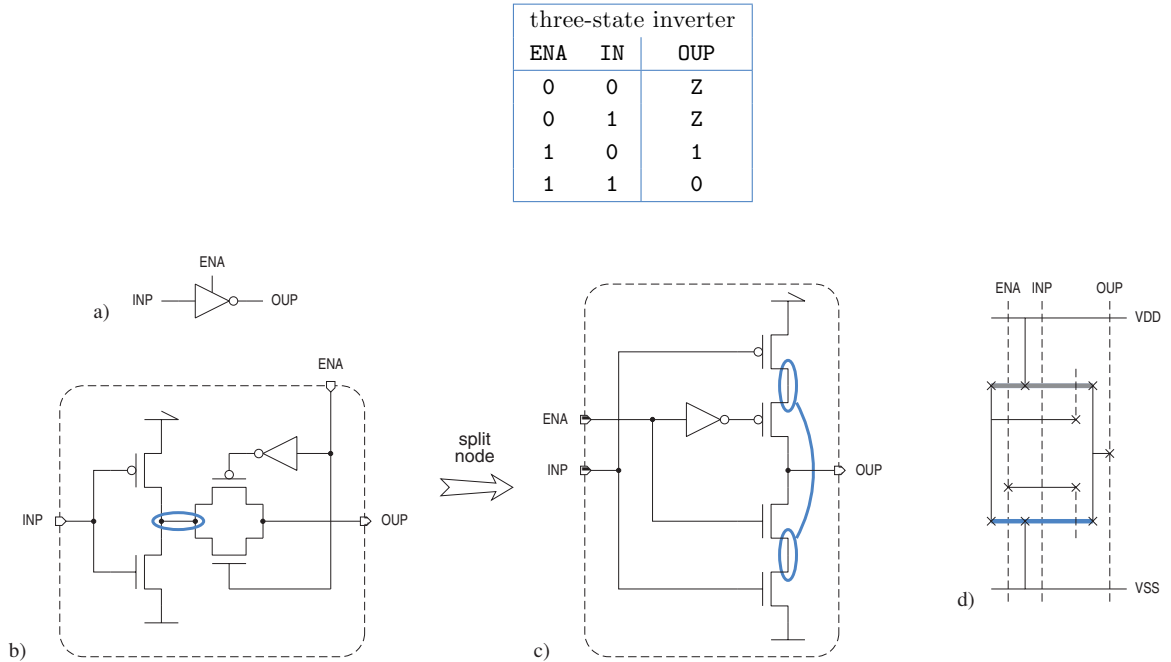 three-state inverter
ENA IN OUP
0 0 Z
0 1 Z
1 0 1
1 1 0
ENA
INP OUP
a)
ENA
INP OUP
b)
split
node
ENA
INP OUP
c)
ENA INP OUP
VDD
VSS
d)